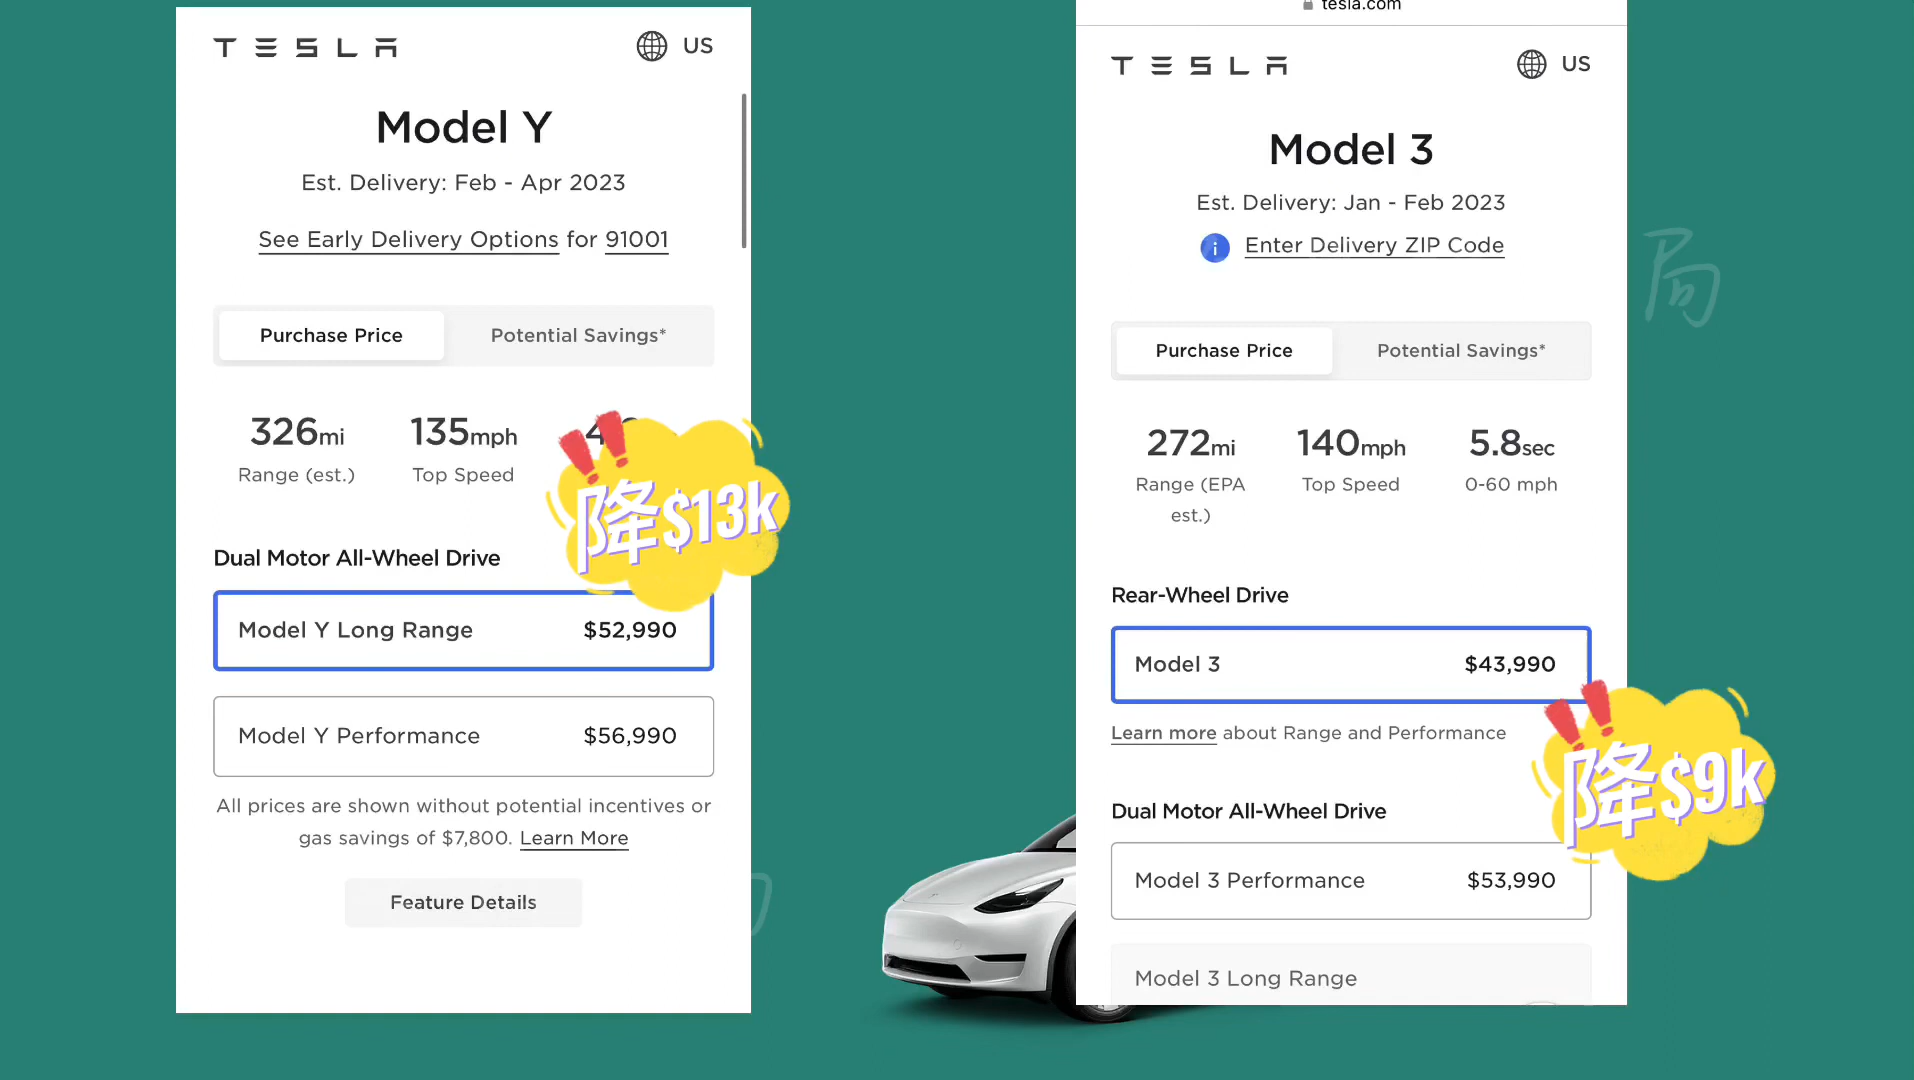 TESLA
US
Model Y
Est. Delivery: Feb - Apr 2023
See Early Delivery Options for 91001
Purchase Price
Potential Savings*
326mi
135mph
Range (est.)
Top Speed
降$13k
Dual Motor All-Wheel Drive
Model Y Long Range
$52,990
Model Y Performance
$56,990
All prices are shown without potential incentives or
gas savings of $7,800. Learn More
Feature Details
tesla.com
TESLA
US
Model 3
Est. Delivery: Jan - Feb 2023
Enter Delivery ZIP Code
Purchase Price
Potential Savings*
272mi
140mph
5.8sec
Range (EPA
est.)
Top Speed
0-60 mph
Rear-Wheel Drive
Model 3
$43,990
Learn more about Range and Performance
降$9k
Dual Motor All-Wheel Drive
Model 3 Performance
$53,990
Model 3 Long Range
局